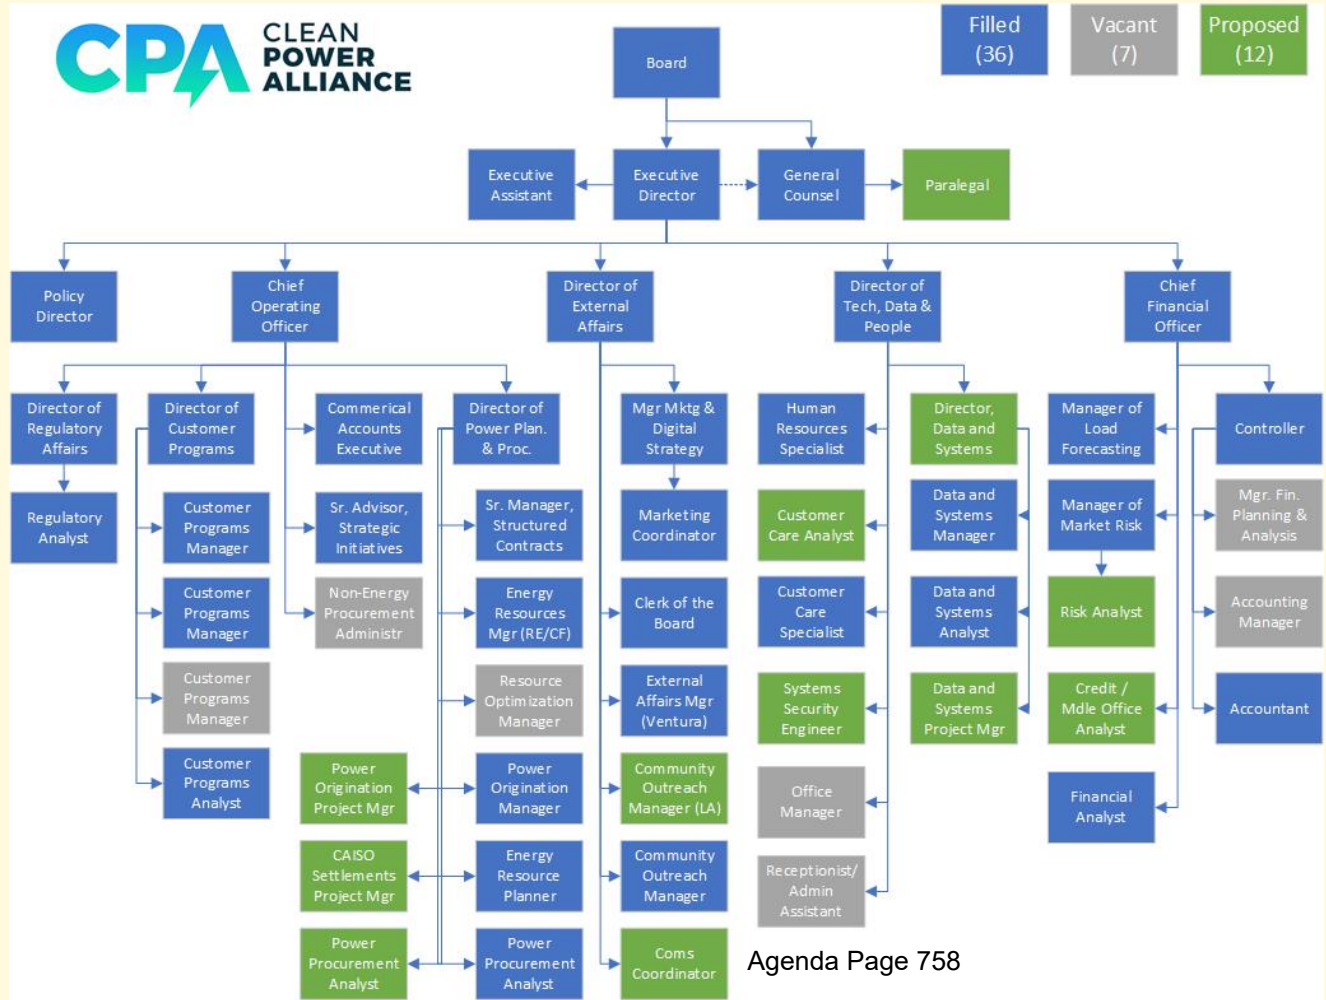 CPA
CLEAN
POWER
ALLIANCE
Filled
(36)
Vacant
(7)
Proposed
(12)
Board
Executive
Assistant
Executive
Director
General
Counsel
Paralegal
Policy
Director
Chief
Operating
Officer
Director of
External
Affairs
Director of
Tech, Data &
People
Chief
Financial
Officer
Director of
Regulatory
Affairs
Director of
Customer
Programs
Commerical
Accounts
Executive
Director of
Power Plan.
& Proc.
Mgr Mktg &
Digital
Strategy
Human
Resources
Specialist
Director,
Data and
Systems
Manager of
Load
Forecasting
Controller
Regulatory
Analyst
Customer
Programs
Manager
Sr. Advisor,
Strategic
Initiatives
Sr. Manager,
Structured
Contracts
Marketing
Coordinator
Customer
Care Analyst
Data and
Systems
Manager
Manager of
Market Risk
Mgr. Fin.
Planning &
Analysis
Customer
Programs
Manager
Non-Energy
Procurement
Administr
Energy
Resources
Mgr (RE/CF)
Clerk of the
Board
Customer
Care
Specialist
Data and
Systems
Analyst
Risk Analyst
Accounting
Manager
Customer
Programs
Manager
Resource
Optimization
Manager
External
Affairs Mgr
(Ventura)
Systems
Security
Engineer
Data and
Systems
Project Mgr
Credit /
Mdle Office
Analyst
Accountant
Customer
Programs
Analyst
Power
Origination
Project Mgr
Power
Origination
Manager
Community
Outreach
Manager (LA)
Office
Manager
Financial
Analyst
CAISO
Settlements
Project Mgr
Energy
Resource
Planner
Community
Outreach
Manager
Receptionist/
Admin
Assistant
Power
Procurement
Analyst
Power
Procurement
Analyst
Coms
Coordinator
Agenda Page 758